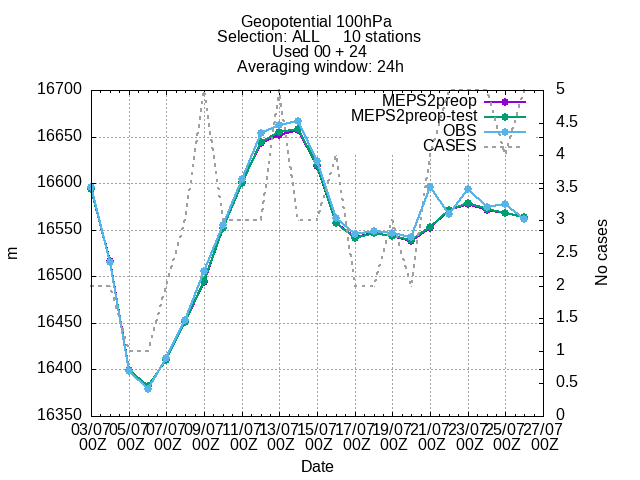 Geopotential 100hPa
Selection: ALL 10 stations
Used 00 + 24
Averaging window: 24h
MEPS2preop
MEPS2preop-test
OBS
CASES
16700
16650
16600
16550
16500
16450
16400
16350
m
5
4.5
4
3.5
3
2.5
2
1.5
1
0.5
0
No cases
03/07 05/07 07/07 09/07 11/07 13/07 15/07 17/07 19/07 21/07 23/07 25/07 27/07
00Z 00Z 00Z 00Z 00Z 00Z 00Z 00Z 00Z 00Z 00Z 00Z 00Z
Date